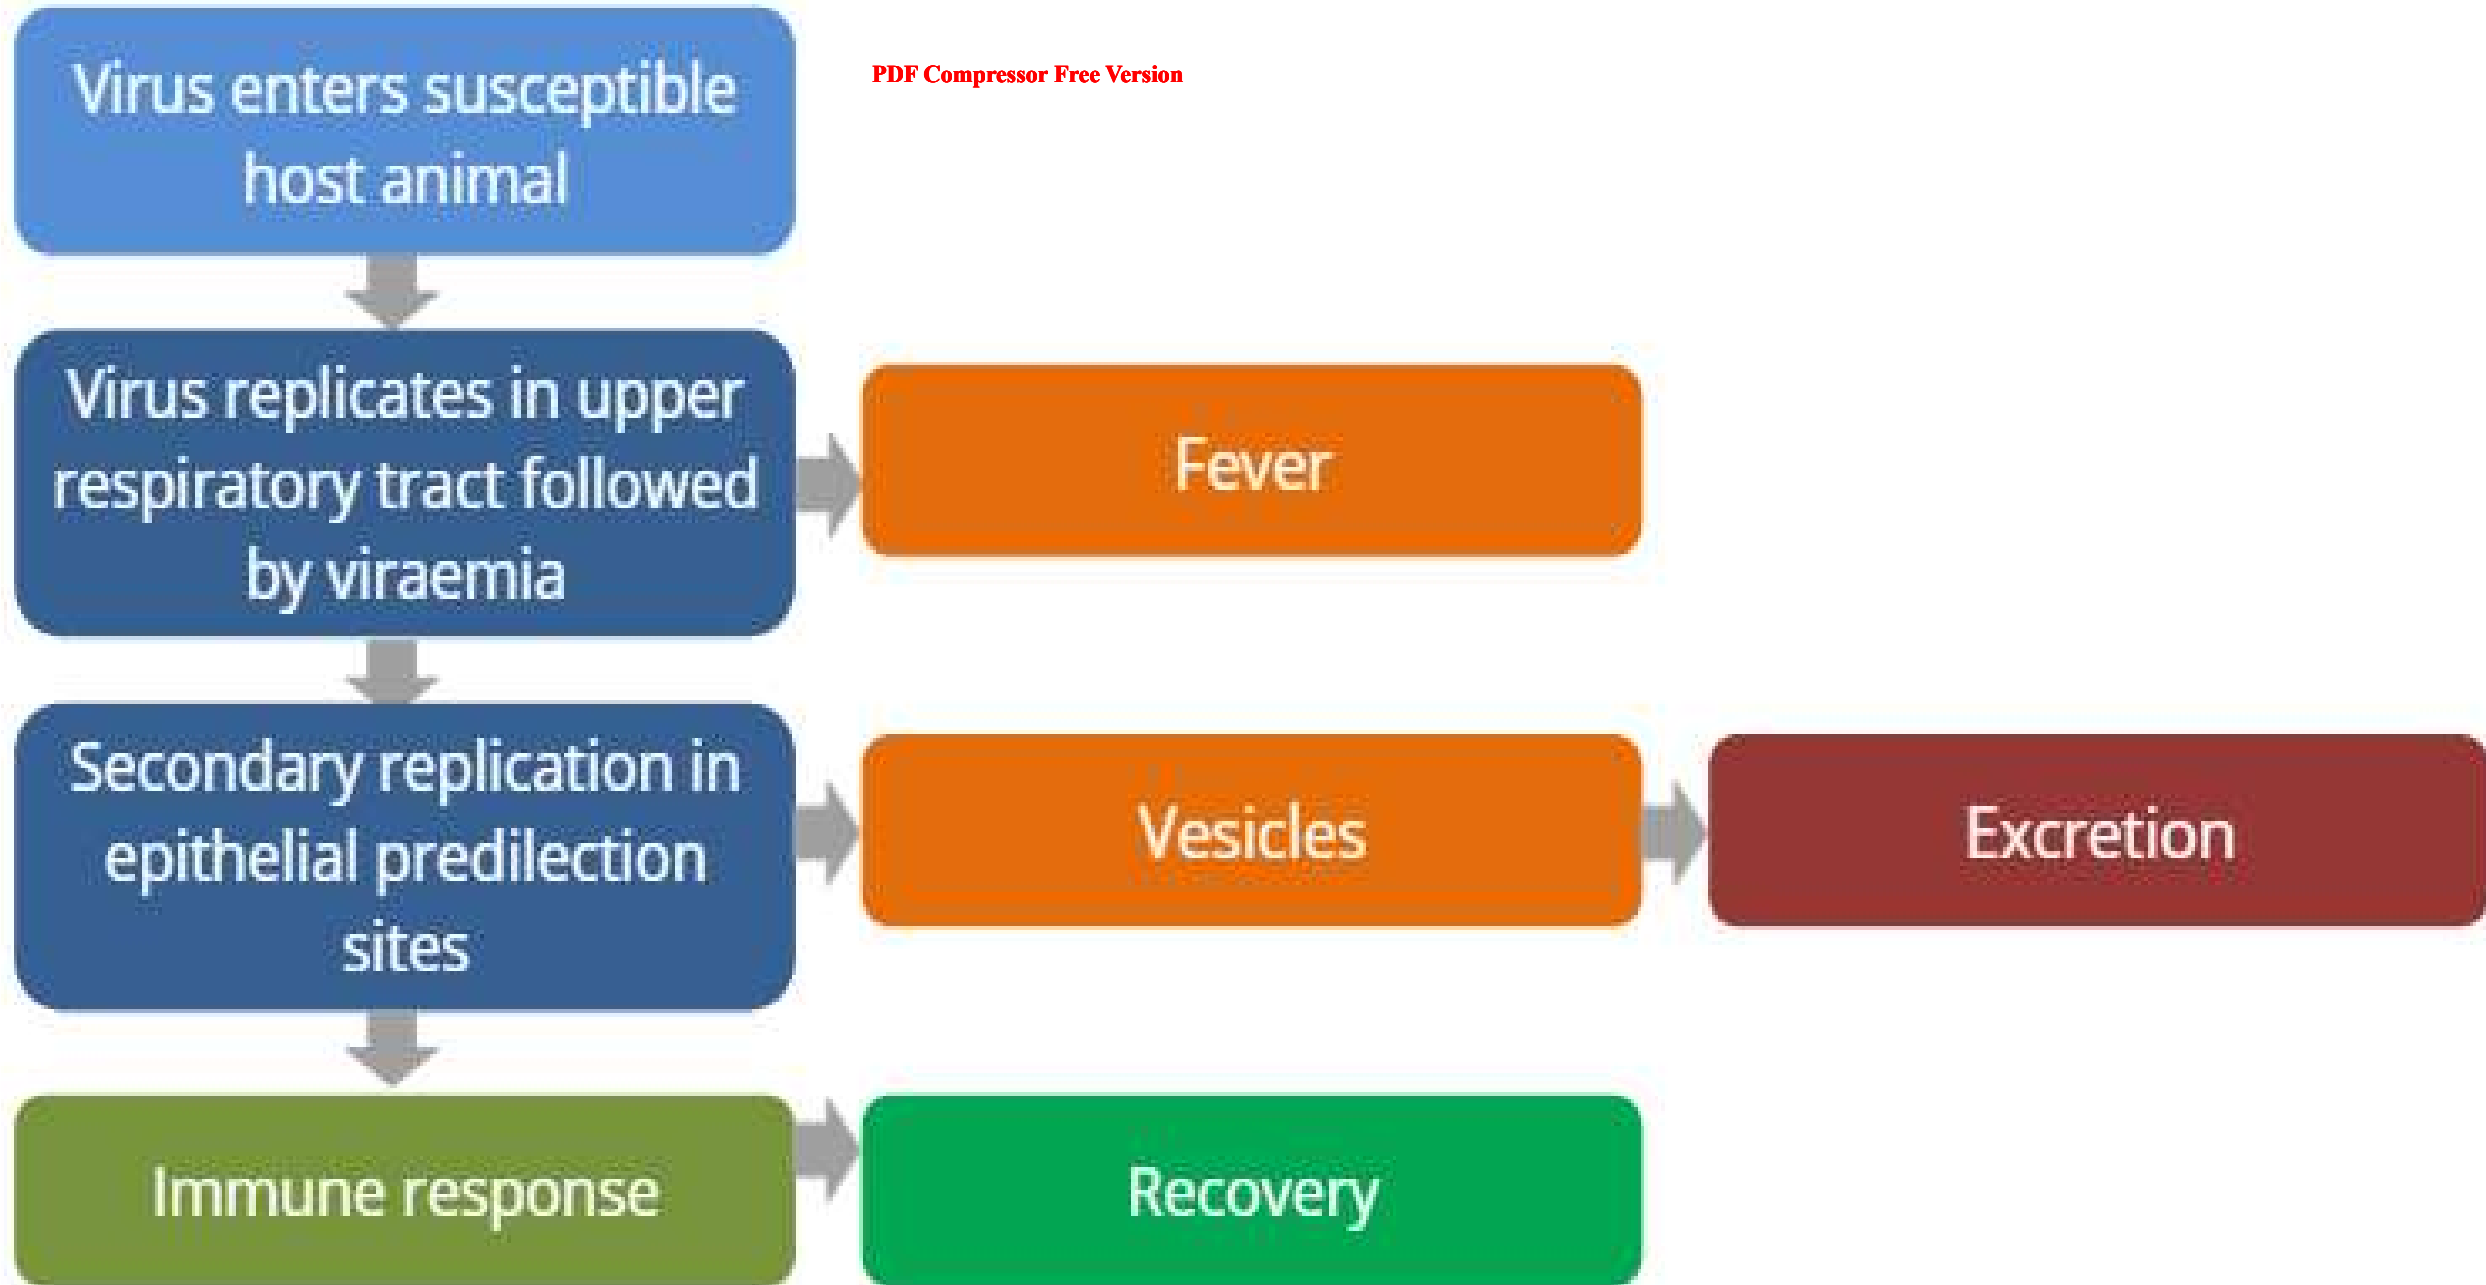 Virus enters susceptible
host animal
PDF Compressor Free Version
Virus replicates in upper
respiratory tract followed
by viraemia
Fever
Secondary replication in
epithelial predilection
sites
Vesicles
Excretion
Immune response
Recovery